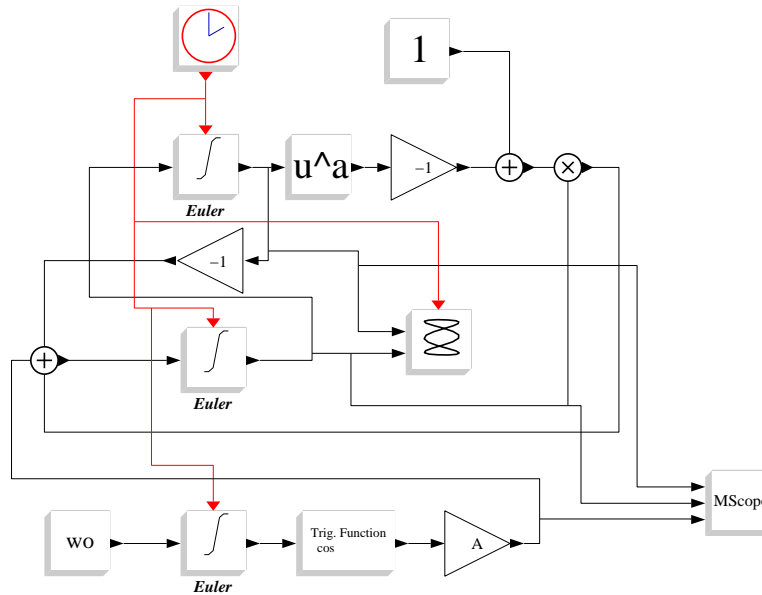 1
u^a
−1
Euler
−1
Euler
MScope
wo
Trig. Function
cos
A
Euler